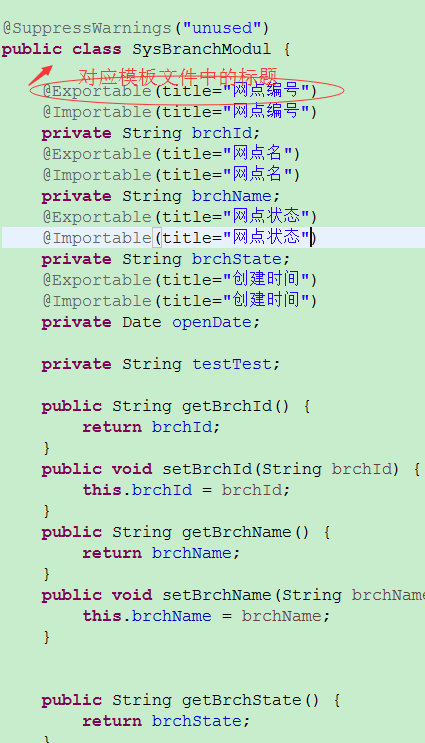 @SuppressWarnings("unused")
public class SysBranchModul {
对应模板文件中的标题
@Exportable(title="网点编号")
@Importable(title="网点编号")
private String brchId;
@Exportable(title="网点名")
@Importable(title="网点名")
private String brchName;
@Exportable(title="网点状态")
@Importable(title="网点状态")
private String brchState;
@Exportable(title="创建时间")
@Importable(title="创建时间")
private Date openDate;
private String testTest;
public String getBrchId() {
return brchId;
}
public void setBrchId(String brchId) {
this.brchId = brchId;
}
public String getBrchName() {
return brchName;
}
public void setBrchName(String brchName
this.brchName = brchName;
}
public String getBrchState() {
return brchState;
}